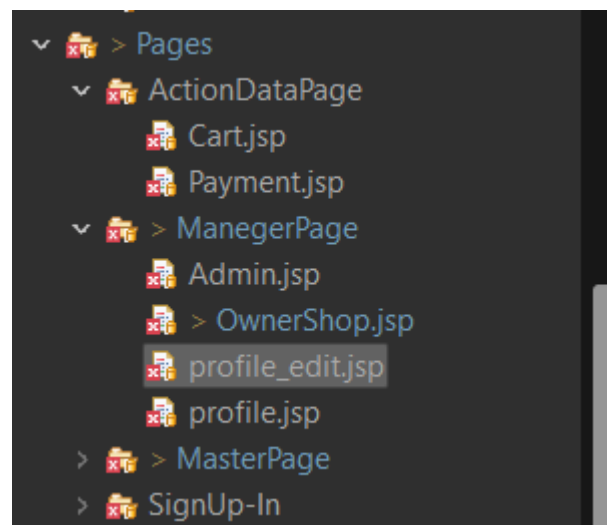 > Pages
ActionDataPage
Cart.jsp
Payment.jsp
> ManegerPage
Admin.jsp
> OwnerShop.jsp
profile_edit.jsp
profile.jsp
> MasterPage
SignUp-In